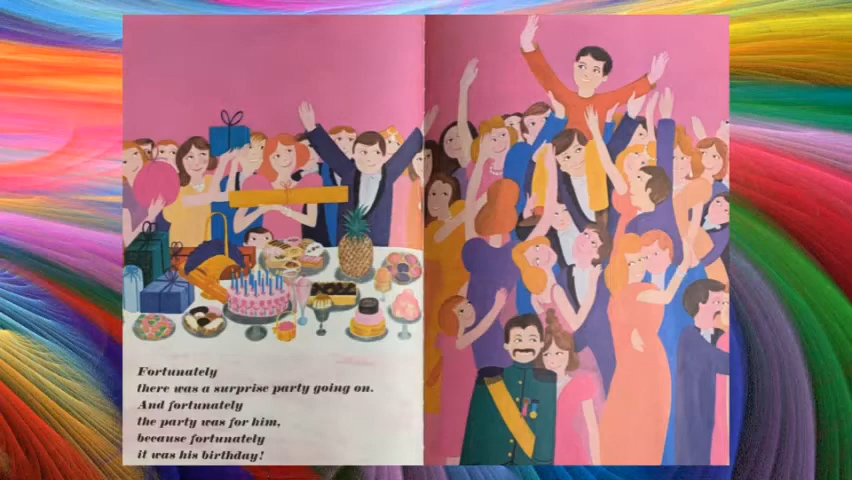 Fortunately
there was a surprise party going on.
And fortunately
the party was for him,
because fortunately
it was his birthday!